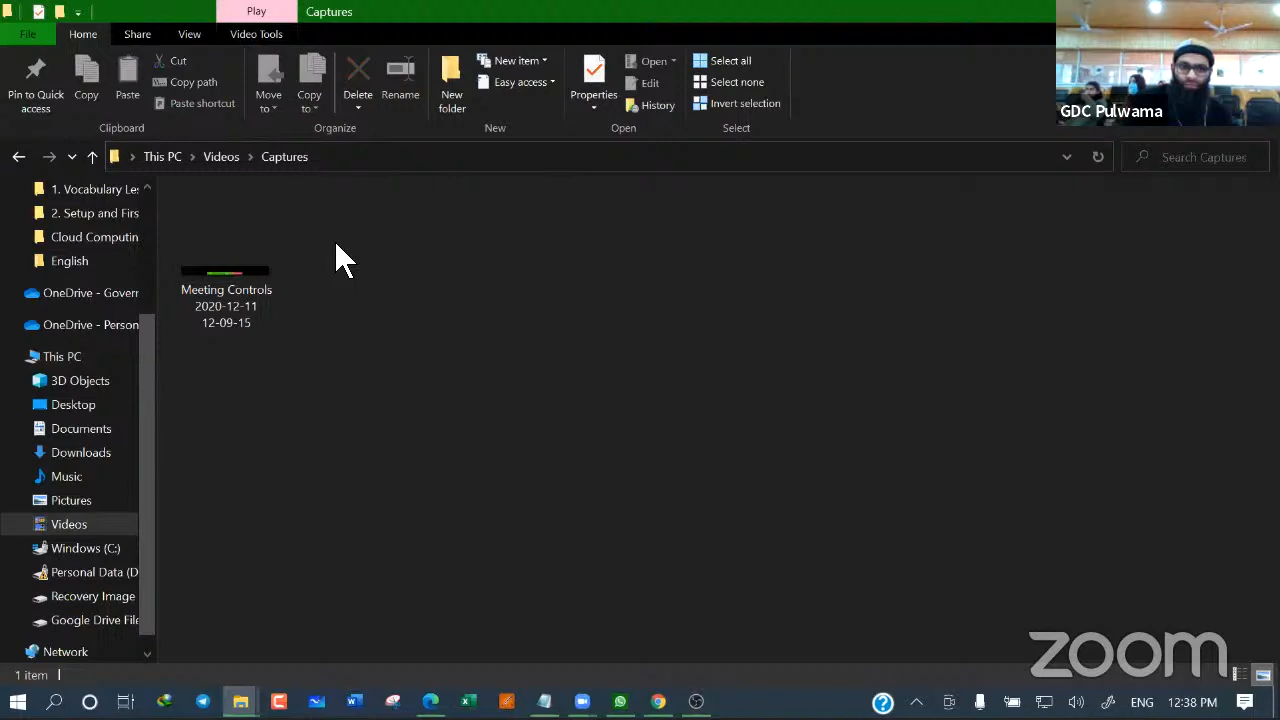 Play
Captures
File
Home
Share
View
Video Tools
Pin to Quick access
Copy
Paste
Cut
Copy path
Paste shortcut
Clipboard
Move to
Copy to
Delete
Rename
Organize
New folder
New item
Easy access
New
Properties
Open
Edit
History
Open
Select all
Select none
Invert selection
Select
GDC Pulwama
This PC
Videos
Captures
Search Captures
1. Vocabulary Les
2. Setup and Firs
Cloud Computin
English
OneDrive - Govern
OneDrive - Person
This PC
3D Objects
Desktop
Documents
Downloads
Music
Pictures
Videos
Windows (C:)
Personal Data (D
Recovery Image
Google Drive File
Network
Meeting Controls
2020-12-11
12-09-15
zoom
1 item
ENG
12:38 PM